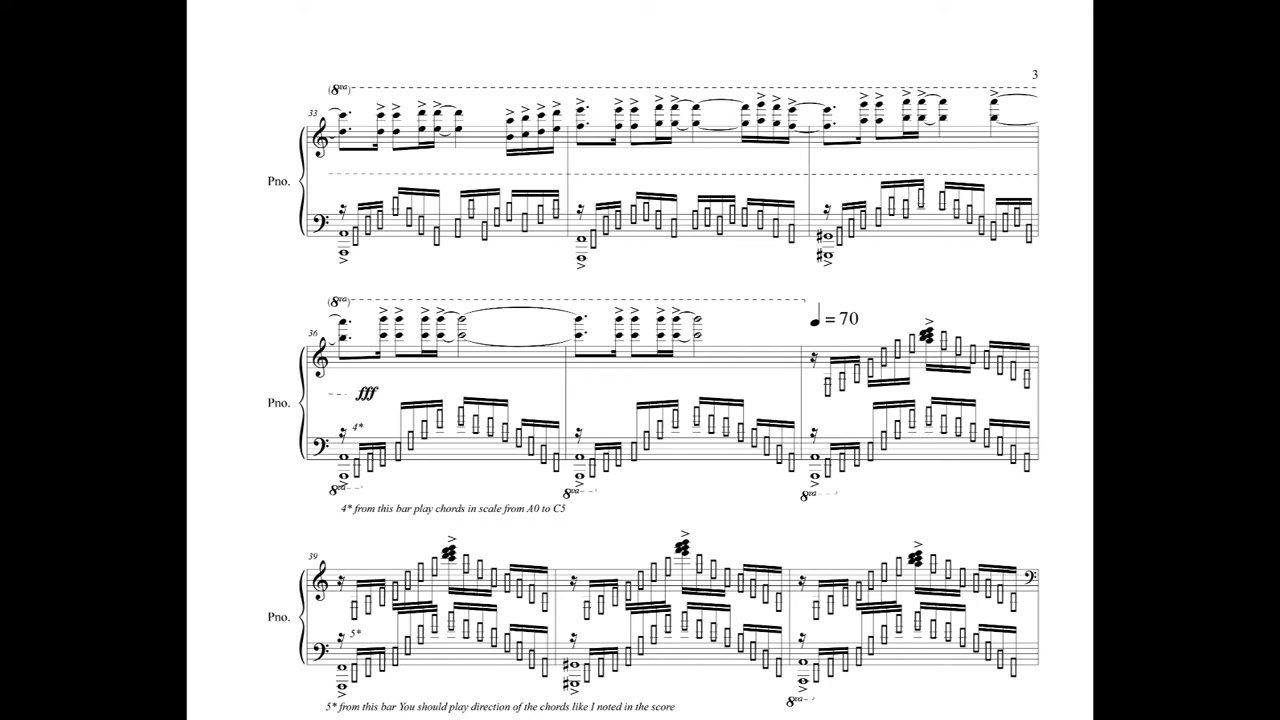 3
(8va)
33
Pno.
(8va)
= 70
36
fff
Pno.
4*
8va
8va
8va
4* from this bar play chords in scale from A0 to C5
39
Pno.
5*
8va
5* from this bar You should play direction of the chords like I noted in the score